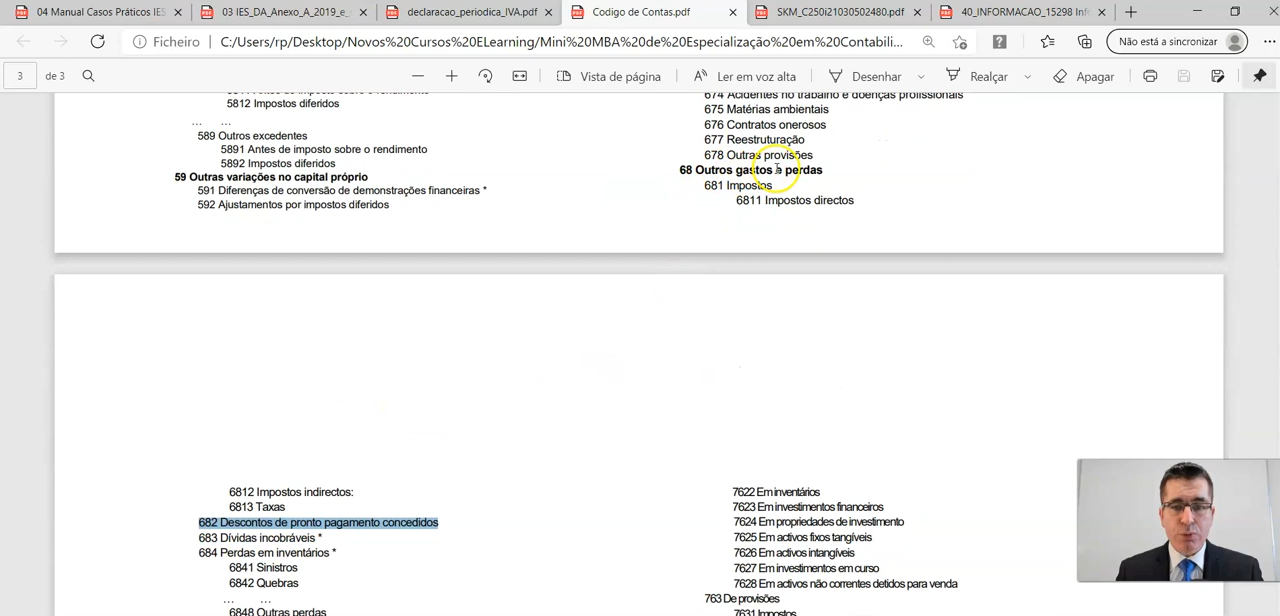 04 Manual Casos Práticos IES
03 IES_DA_Anexo_A_2019_e_
declaracao_periodica_IVA.pdf
Codigo de Contas.pdf
SKM_C250i21030502480.pdf
40_INFORMACAO_15298 Inf
Ficheiro
C:/Users/rp/Desktop/Novos%20Cursos%20ELearning/Mini%20MBA%20de%20Especialização%20em%20Contabili...
Não está a sincronizar
3
de 3
Vista de página
Ler em voz alta
Desenhar
Realçar
Apagar
5812 Impostos diferidos
... ...
589 Outros excedentes
5891 Antes de imposto sobre o rendimento
5892 Impostos diferidos
59 Outras variações no capital próprio
591 Diferenças de conversão de demonstrações financeiras *
592 Ajustamentos por impostos diferidos
674 Acidentes no trabalho e doenças profissionais
675 Matérias ambientais
676 Contratos onerosos
677 Reestruturação
678 Outras provisões
68 Outros gastos e perdas
681 Impostos
6811 Impostos directos
6812 Impostos indirectos:
6813 Taxas
682 Descontos de pronto pagamento concedidos
683 Dívidas incobráveis *
684 Perdas em inventários *
6841 Sinistros
6842 Quebras
... ...
6848 Outras perdas
7622 Em inventários
7623 Em investimentos financeiros
7624 Em propriedades de investimento
7625 Em activos fixos tangíveis
7626 Em activos intangíveis
7627 Em investimentos em curso
7628 Em activos não correntes detidos para venda
763 De provisões
7631 Impostos